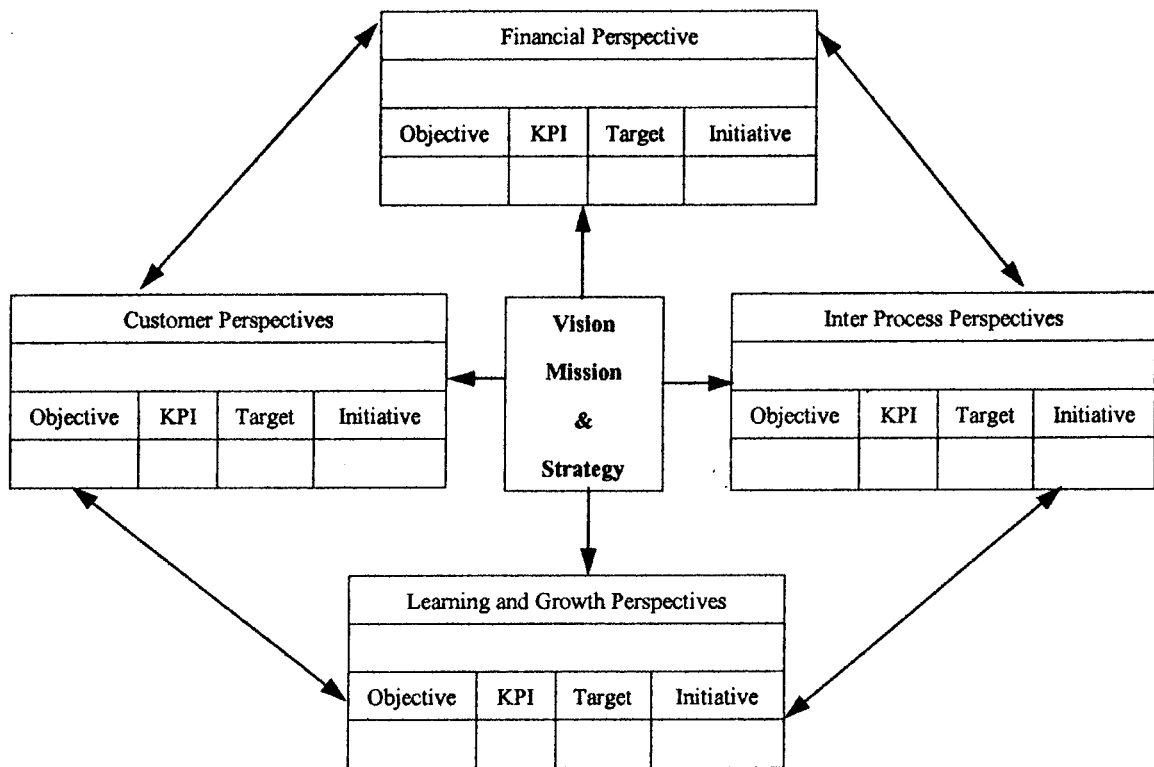 Financial Perspective
Objective KPI Target Initiative
Customer Perspectives
Objective KPI Target Initiative
Vision
Mission
&
Strategy
Inter Process Perspectives
Objective KPI Target Initiative
Learning and Growth Perspectives
Objective KPI Target Initiative